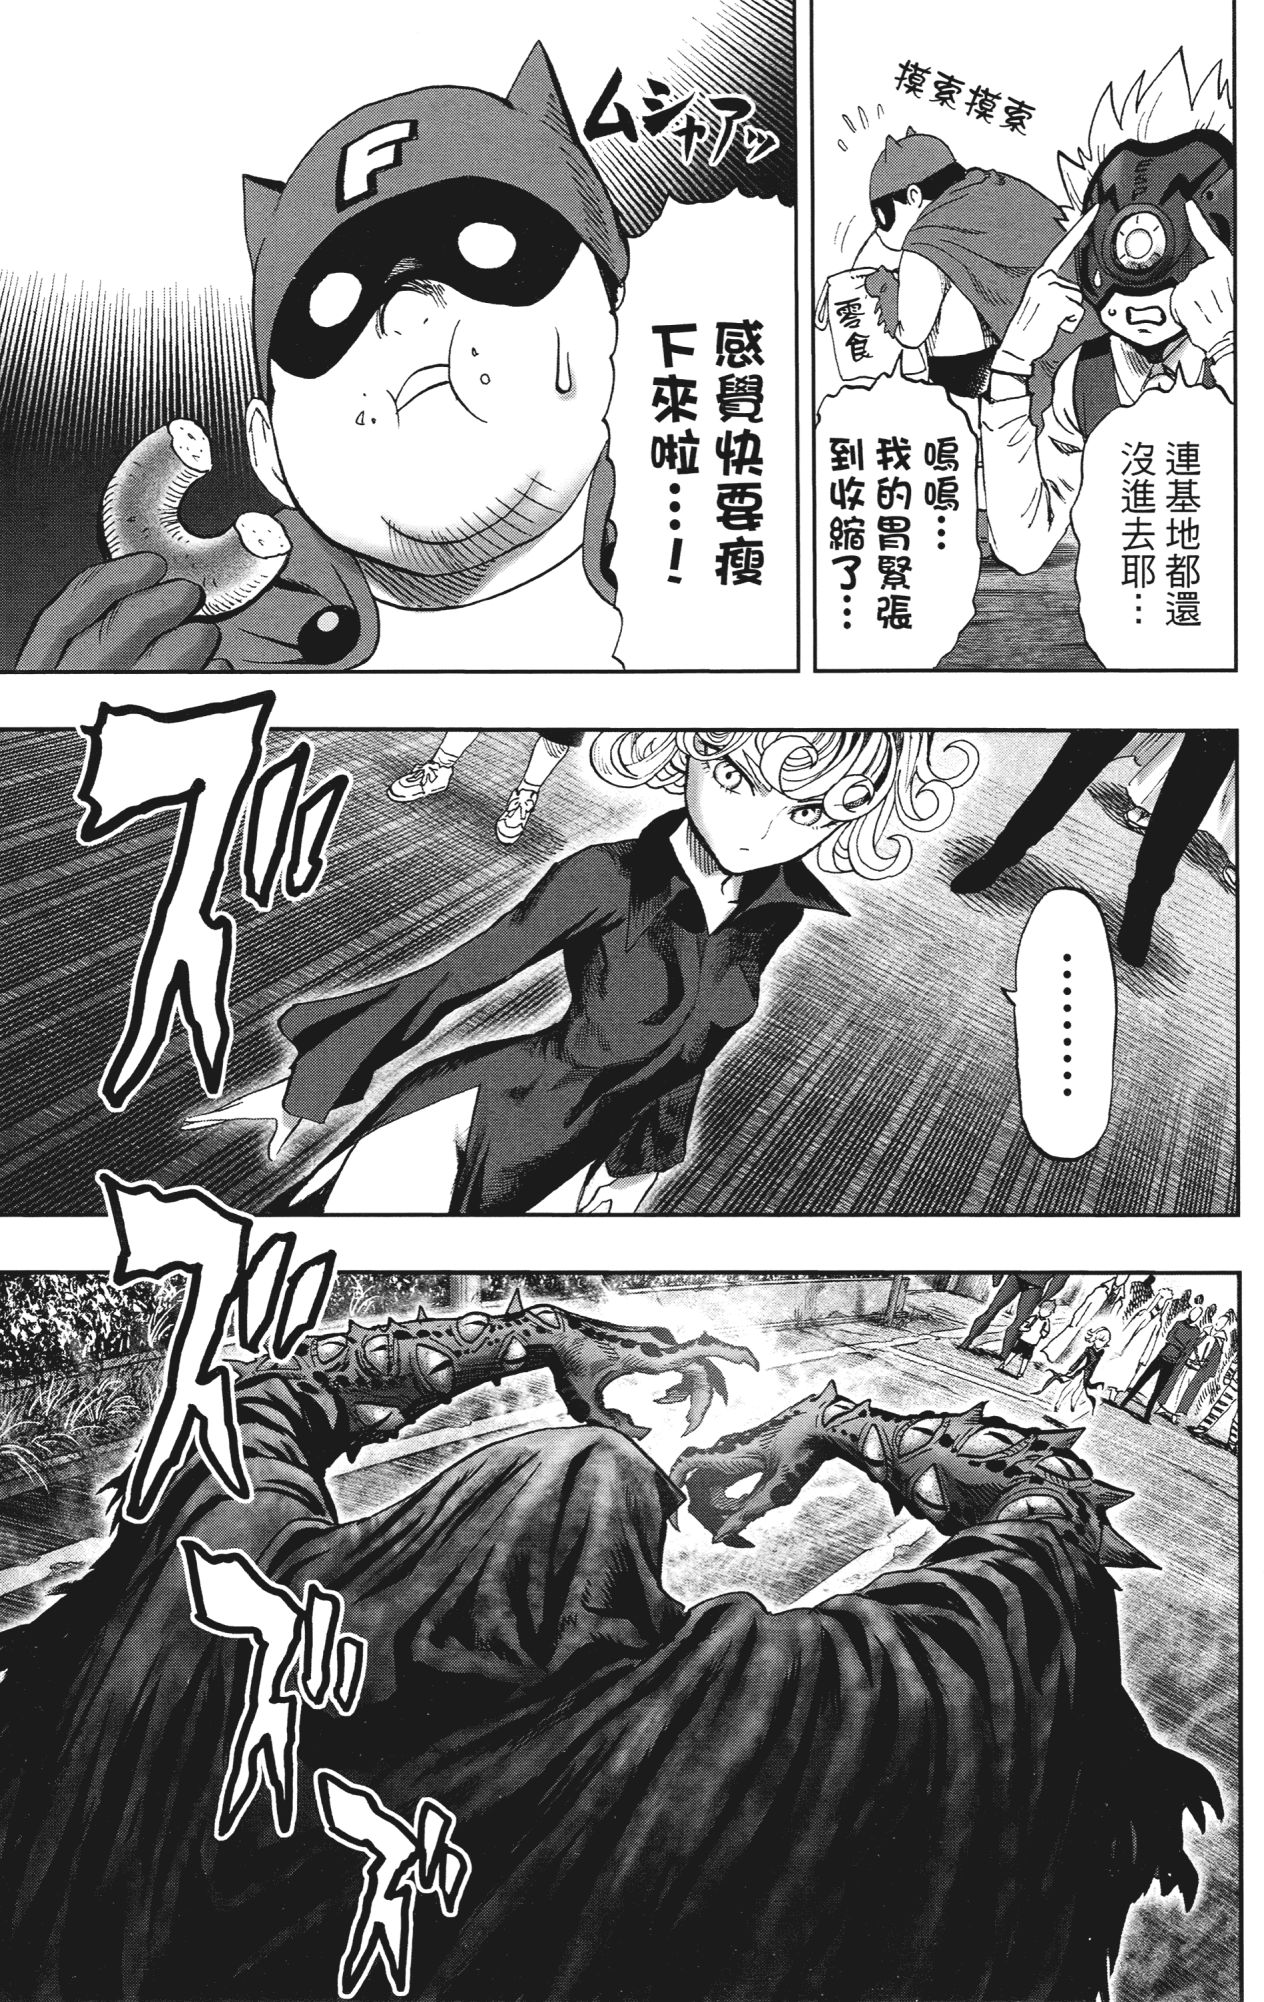 摸索摸索
零食
連基地都還
沒進去耶…
嗚嗚…
我的胃緊張
到收縮了…
ムシャアッ
F
感覺快要瘦
下來啦…！
………
ズ
ズ
ズ
ズ